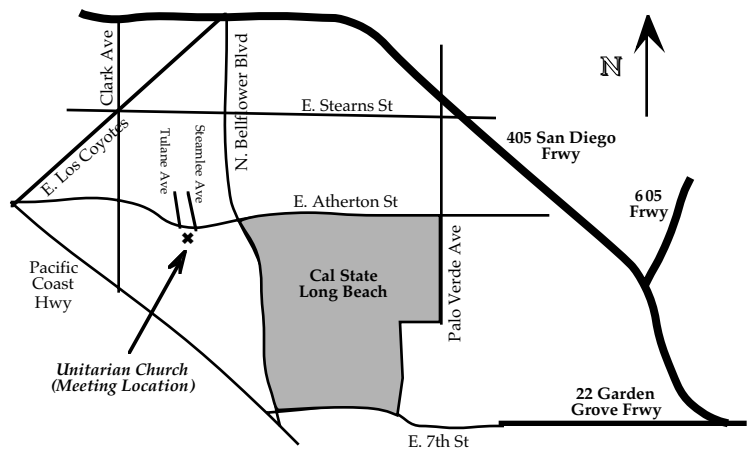 Clark Ave
N. Bellflower Blvd
N
E. Stearns St
405 San Diego
Frwy
E. Los Coyotes
Tulane Ave
Steamlee Ave
605
Frwy
E. Atherton St
Pacific
Coast
Hwy
Cal State
Long Beach
Palo Verde Ave
Unitarian Church
(Meeting Location)
22 Garden
Grove Frwy
E. 7th St